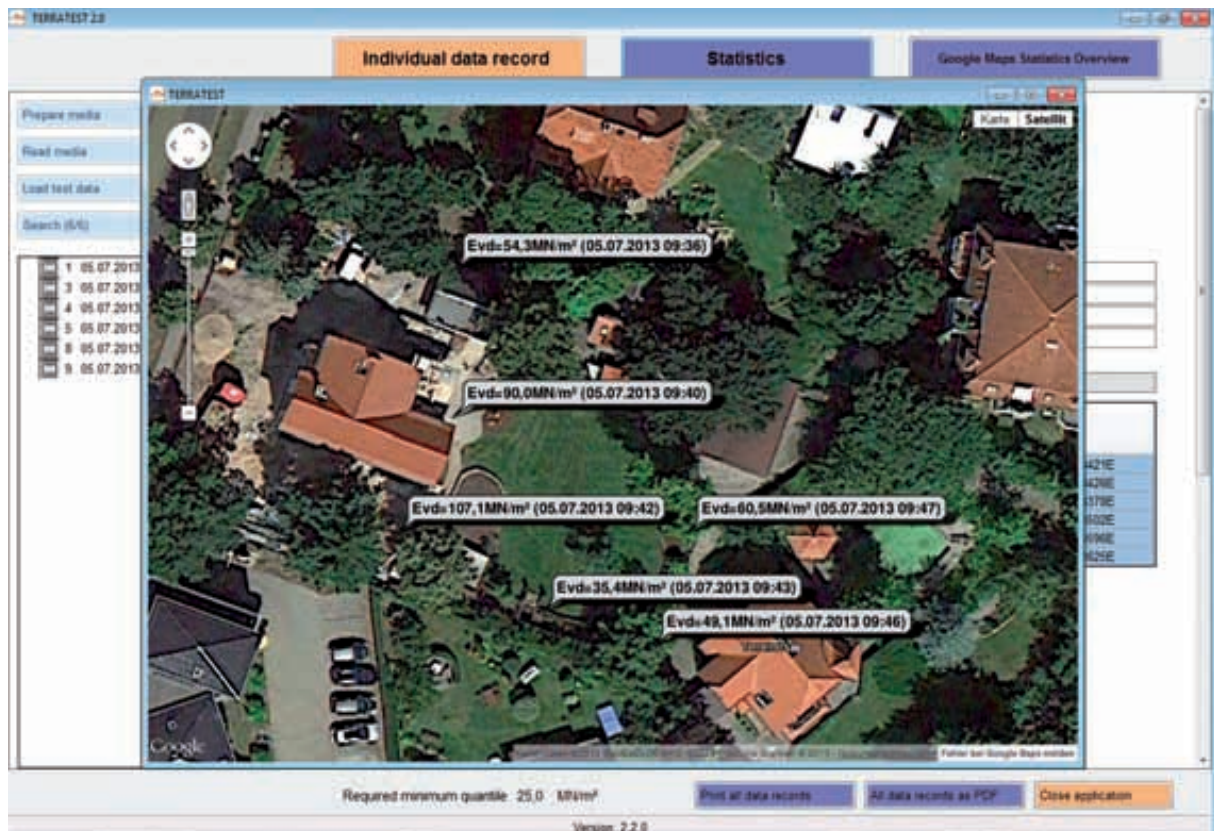 TERRATEST 2.0
Individual data record
Statistics
Google Maps Statistics Overview
TERRATEST
Prepare media
Read media
Load test data
Search (6/6)
Karte
Satellit
1 05.07.2013
3 05.07.2013
4 05.07.2013
5 05.07.2013
8 05.07.2013
9 05.07.2013
Evd=54,3MN/m² (05.07.2013 09:36)
Evd=90,0MN/m² (05.07.2013 09:40)
Evd=107,1MN/m² (05.07.2013 09:42)
Evd=60,5MN/m² (05.07.2013 09:47)
Evd=35,4MN/m² (05.07.2013 09:43)
Evd=49,1MN/m² (05.07.2013 09:46)
Google
Fehler bei Google Maps melden
Required minimum quantile 25,0 MN/m²
Print all data records
All data records as PDF
Close application
Version 2.2.0